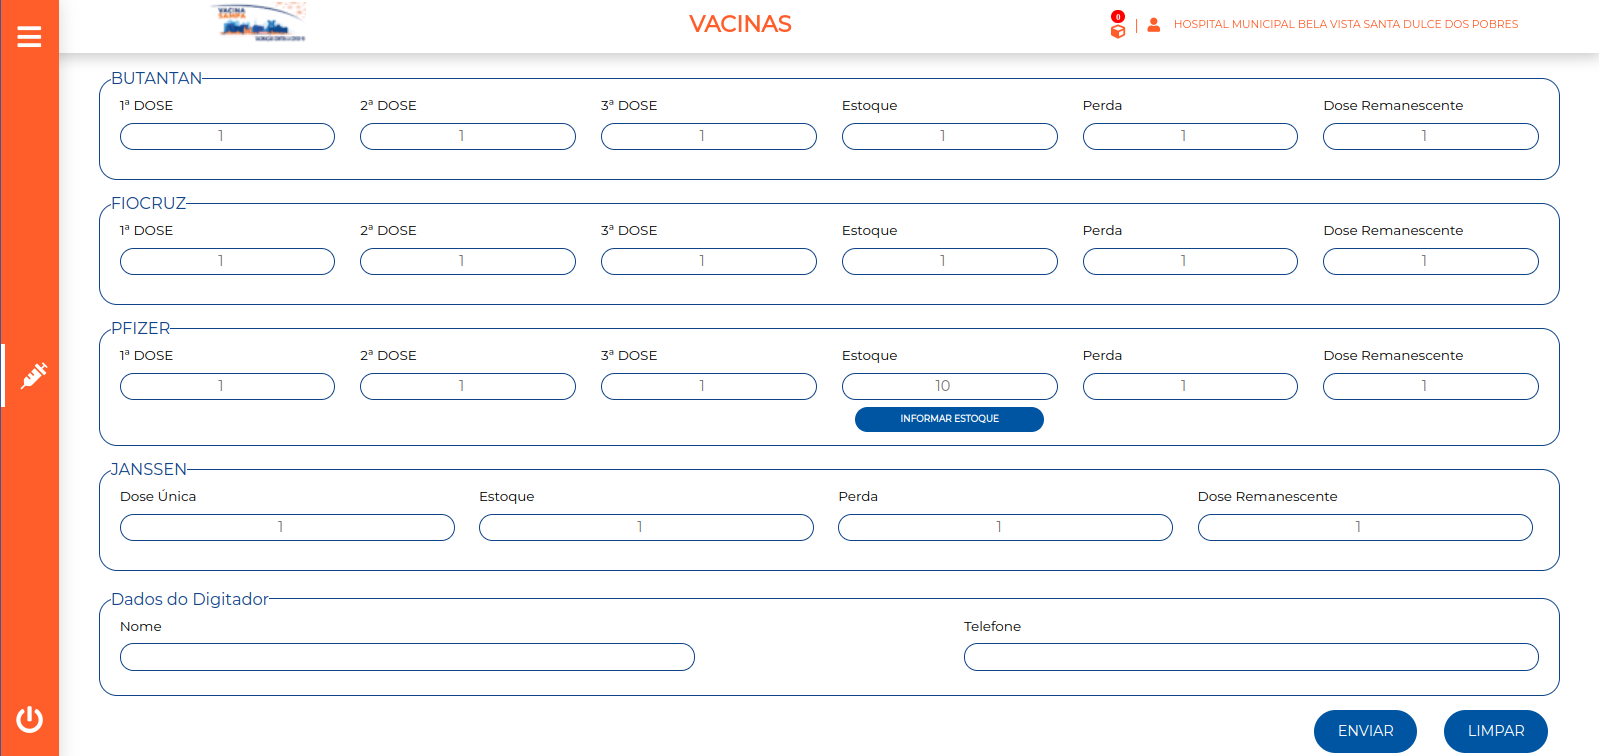 VACINA
SAMPA
VACINAS
0
HOSPITAL MUNICIPAL BELA VISTA SANTA DULCE DOS POBRES
BUTANTAN
1ª DOSE 2ª DOSE 3ª DOSE Estoque Perda Dose Remanescente
1 1 1 1 1 1
FIOCRUZ
1ª DOSE 2ª DOSE 3ª DOSE Estoque Perda Dose Remanescente
1 1 1 1 1 1
PFIZER
1ª DOSE 2ª DOSE 3ª DOSE Estoque Perda Dose Remanescente
1 1 1 10 1 1
INFORMAR ESTOQUE
JANSSEN
Dose Única Estoque Perda Dose Remanescente
1 1 1 1
Dados do Digitador
Nome Telefone
ENVIAR LIMPAR